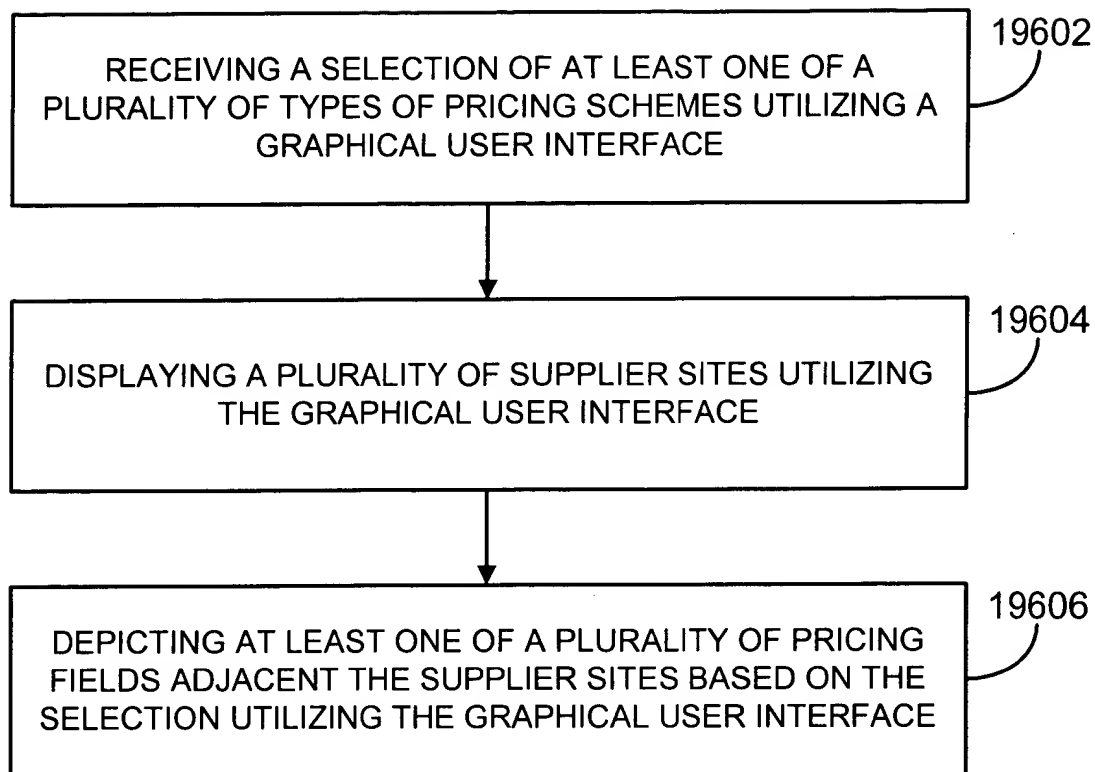 19602
RECEIVING A SELECTION OF AT LEAST ONE OF A
PLURALITY OF TYPES OF PRICING SCHEMES UTILIZING A
GRAPHICAL USER INTERFACE
19604
DISPLAYING A PLURALITY OF SUPPLIER SITES UTILIZING
THE GRAPHICAL USER INTERFACE
19606
DEPICTING AT LEAST ONE OF A PLURALITY OF PRICING
FIELDS ADJACENT THE SUPPLIER SITES BASED ON THE
SELECTION UTILIZING THE GRAPHICAL USER INTERFACE